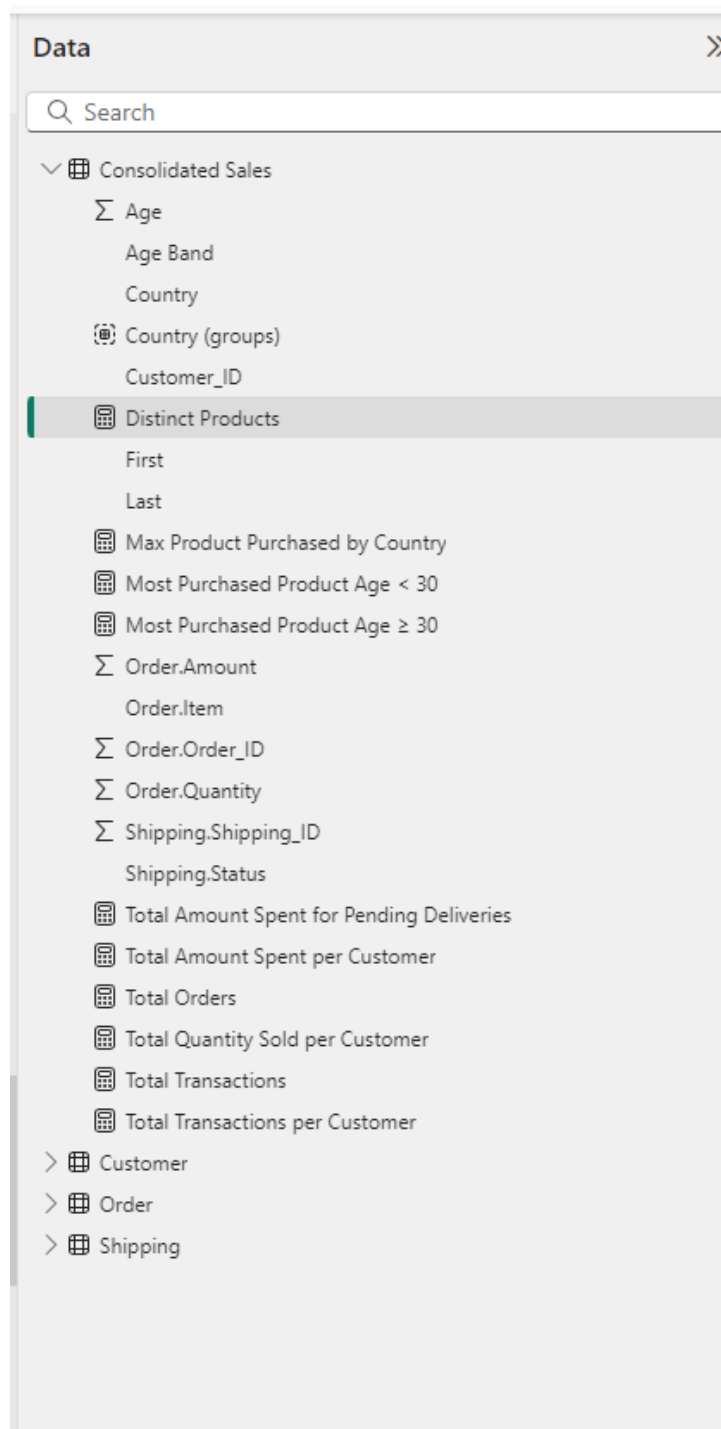 Data
Search
Consolidated Sales
Age
Age Band
Country
Country (groups)
Customer_ID
Distinct Products
First
Last
Max Product Purchased by Country
Most Purchased Product Age < 30
Most Purchased Product Age ≥ 30
Order.Amount
Order.Item
Order.Order_ID
Order.Quantity
Shipping.Shipping_ID
Shipping.Status
Total Amount Spent for Pending Deliveries
Total Amount Spent per Customer
Total Orders
Total Quantity Sold per Customer
Total Transactions
Total Transactions per Customer
Customer
Order
Shipping